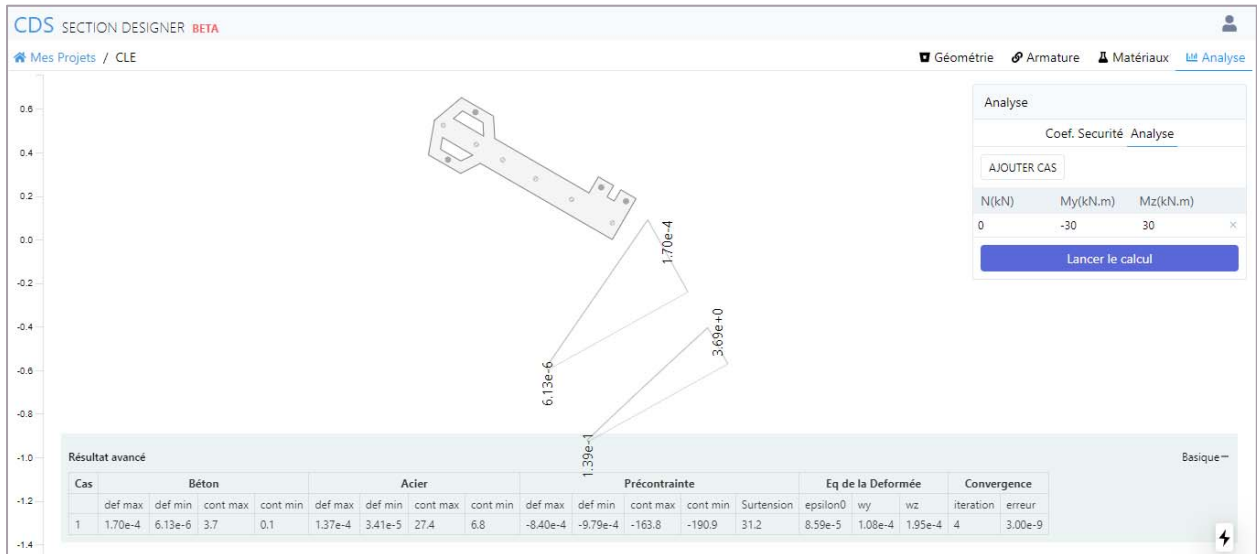 CDS SECTION DESIGNER BETA
Mes Projets / CLE
Géométrie Armature Matériaux Analyse
Analyse
Coef. Securité Analyse
AJOUTER CAS
N(kN) My(kN.m) Mz(kN.m)
0 -30 30 ×
Lancer le calcul
0.6
0.4
0.2
0.0
-0.2
-0.4
-0.6
-0.8
-1.0
-1.2
-1.4
1.70e-4
6.13e-6
3.69e+0
1.39e-1
Résultat avancé Basique
Cas Béton Acier Précontrainte Eq de la Deformée Convergence
def max def min cont max cont min def max def min cont max cont min def max def min cont max cont min Surtension epsilon0 wy wz iteration erreur
1 1.70e-4 6.13e-6 3.7 0.1 1.37e-4 3.41e-5 27.4 6.8 -8.40e-4 -9.79e-4 -163.8 -190.9 31.2 8.59e-5 1.08e-4 1.95e-4 4 3.00e-9